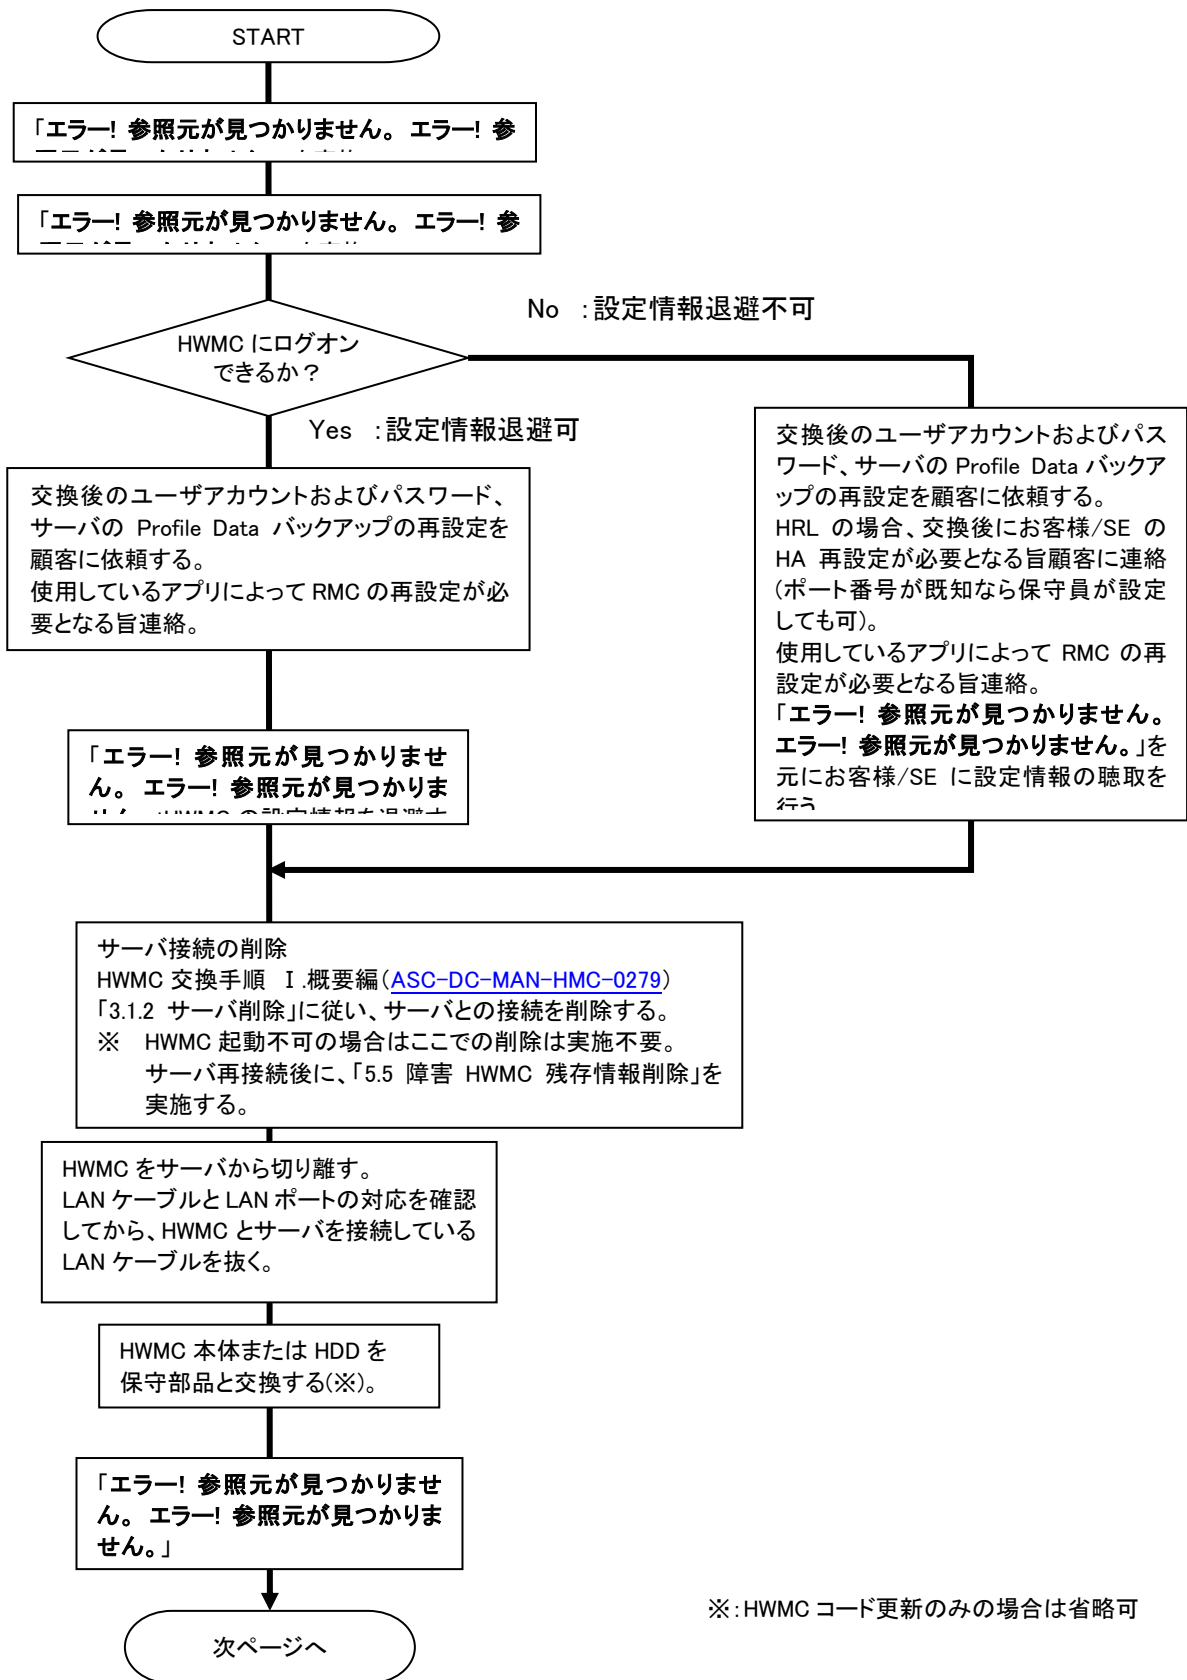 START
「エラー! 参照元が見つかりません。 エラー! 参
「エラー! 参照元が見つかりません。 エラー! 参
HWMC にログオン
できるか？
No ：設定情報退避不可
Yes ：設定情報退避可
交換後のユーザアカウントおよびパスワード、
サーバの Profile Data バックアップの再設定を
顧客に依頼する。
使用しているアプリによって RMC の再設定が必
要となる旨連絡。
交換後のユーザアカウントおよびパス
ワード、サーバの Profile Data バックア
ップの再設定を顧客に依頼する。
HRL の場合、交換後にお客様/SE の
HA 再設定が必要となる旨顧客に連絡
(ポート番号が既知なら保守員が設定
しても可)。
使用しているアプリによって RMC の再
設定が必要となる旨連絡。
「エラー! 参照元が見つかりません。
エラー! 参照元が見つかりません。」を
元にお客様/SE に設定情報の聴取を
行う
「エラー! 参照元が見つかりませ
ん。 エラー! 参照元が見つかりま
サーバ接続の削除
HWMC 交換手順 Ⅰ.概要編（ASC-DC-MAN-HMC-0279）
「3.1.2 サーバ削除」に従い、サーバとの接続を削除する。
※ HWMC 起動不可の場合はここでの削除は実施不要。
サーバ再接続後に、「5.5 障害 HWMC 残存情報削除」を
実施する。
HWMC をサーバから切り離す。
LAN ケーブルと LAN ポートの対応を確認
してから、HWMC とサーバを接続している
LAN ケーブルを抜く。
HWMC 本体または HDD を
保守部品と交換する(※)。
「エラー! 参照元が見つかりませ
ん。 エラー! 参照元が見つかりま
せん。」
※：HWMC コード更新のみの場合は省略可
次ページへ